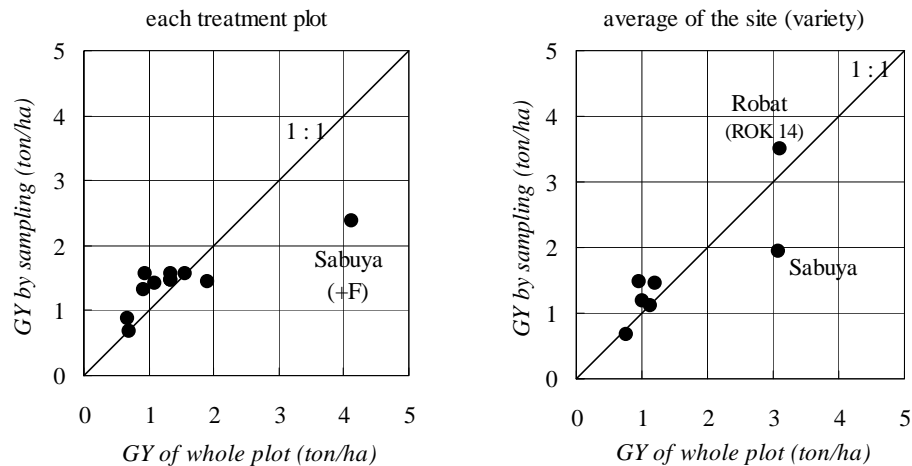 each treatment plot
5
4
3
2
1
0
0 1 2 3 4 5
GY by sampling (ton/ha)
GY of whole plot (ton/ha)
1 : 1
Sabuya
(+F)
average of the site (variety)
5
4
3
2
1
0
0 1 2 3 4 5
GY by sampling (ton/ha)
GY of whole plot (ton/ha)
1 : 1
Robat
(ROK 14)
Sabuya